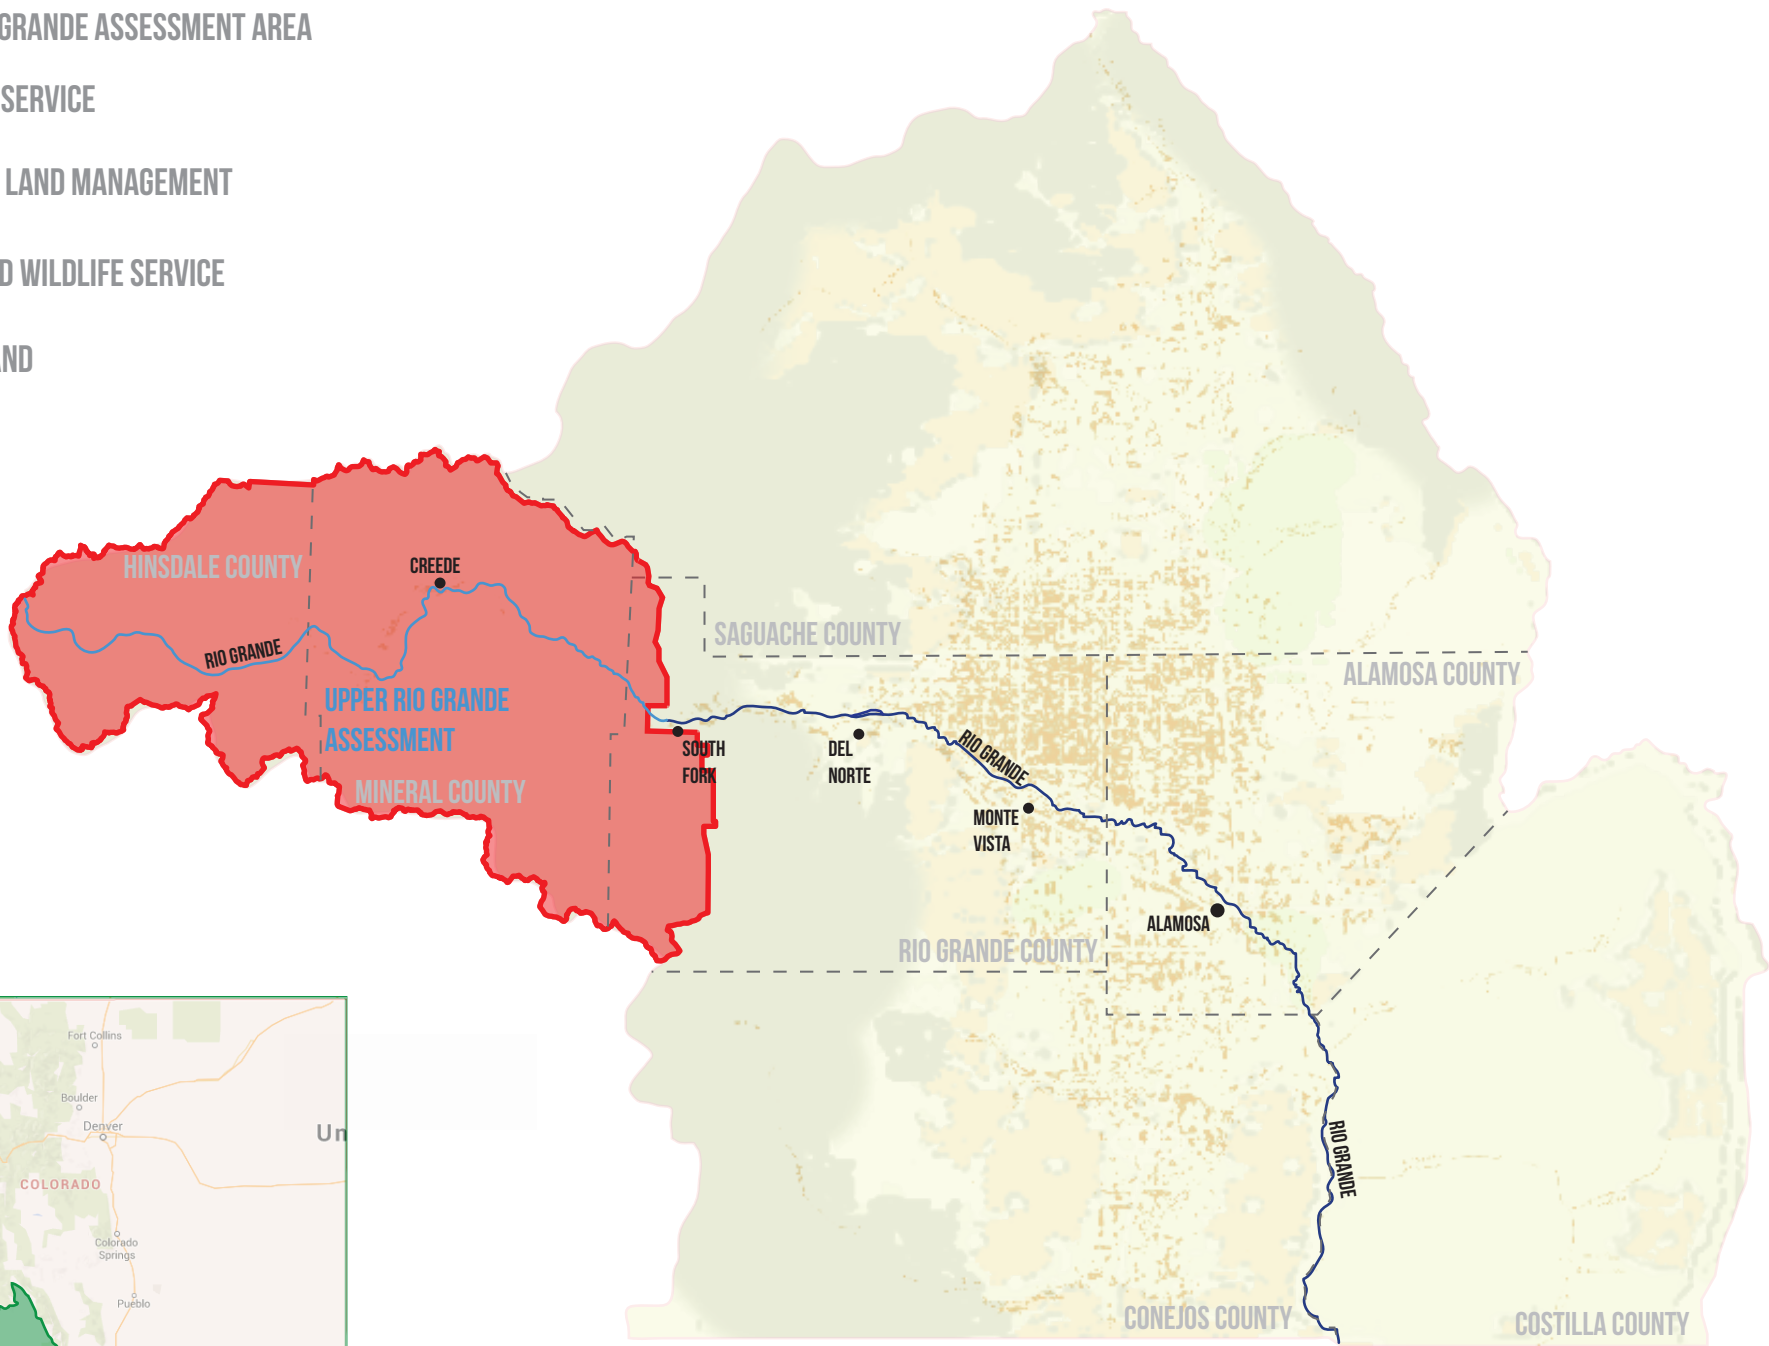 GRANDE ASSESSMENT AREA
SERVICE
LAND MANAGEMENT
D WILDLIFE SERVICE
AND
HINSDALE COUNTY
CREEDE
RIO GRANDE
UPPER RIO GRANDE
ASSESSMENT
MINERAL COUNTY
SAGUACHE COUNTY
ALAMOSA COUNTY
SOUTH
FORK
DEL
NORTE
RIO GRANDE
MONTE
VISTA
ALAMOSA
RIO GRANDE COUNTY
RIO GRANDE
CONEJOS COUNTY
COSTILLA COUNTY
Fort Collins
Boulder
Denver
Un
COLORADO
Colorado
Springs
Pueblo